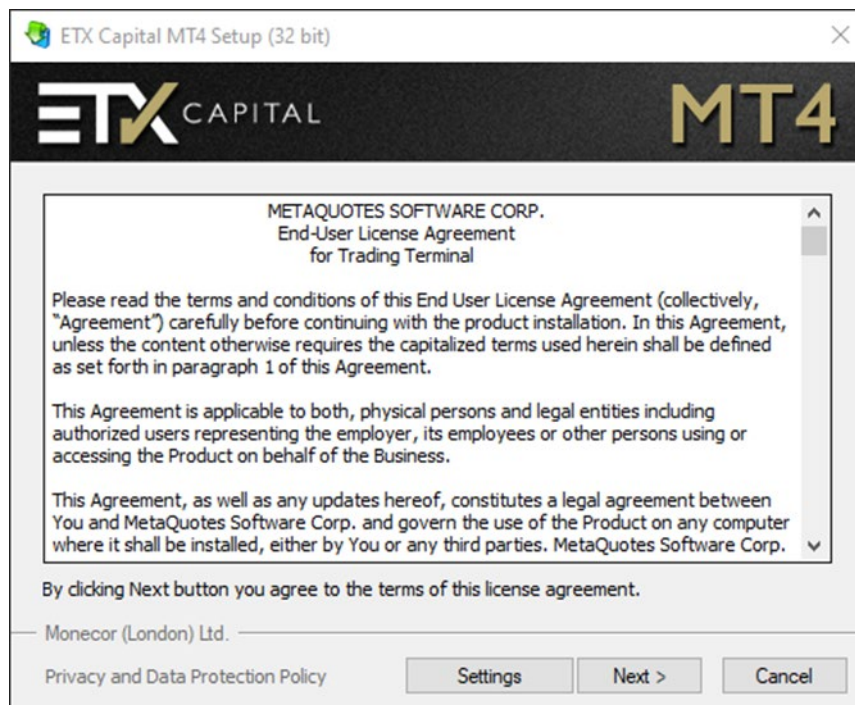 ETX Capital MT4 Setup (32 bit)
ETX CAPITAL
MT4
METAQUOTES SOFTWARE CORP.
End-User License Agreement
for Trading Terminal
Please read the terms and conditions of this End User License Agreement (collectively,
“Agreement”) carefully before continuing with the product installation. In this Agreement,
unless the content otherwise requires the capitalized terms used herein shall be defined
as set forth in paragraph 1 of this Agreement.
This Agreement is applicable to both, physical persons and legal entities including
authorized users representing the employer, its employees or other persons using or
accessing the Product on behalf of the Business.
This Agreement, as well as any updates hereof, constitutes a legal agreement between
You and MetaQuotes Software Corp. and govern the use of the Product on any computer
where it shall be installed, either by You or any third parties. MetaQuotes Software Corp.
By clicking Next button you agree to the terms of this license agreement.
Monecor (London) Ltd.
Privacy and Data Protection Policy
Settings
Next >
Cancel